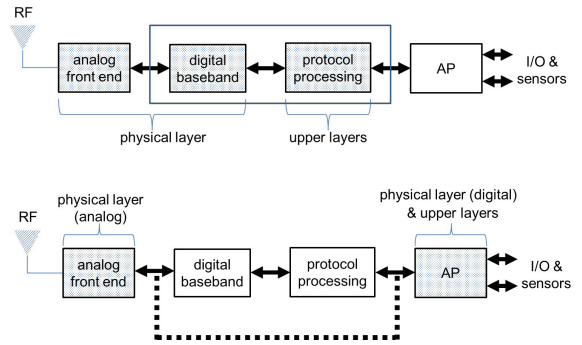 RF
analog
front end
digital
baseband
protocol
processing
AP
I/O &
sensors
physical layer
upper layers
physical layer
(analog)
physical layer (digital)
& upper layers
RF
analog
front end
digital
baseband
protocol
processing
AP
I/O &
sensors